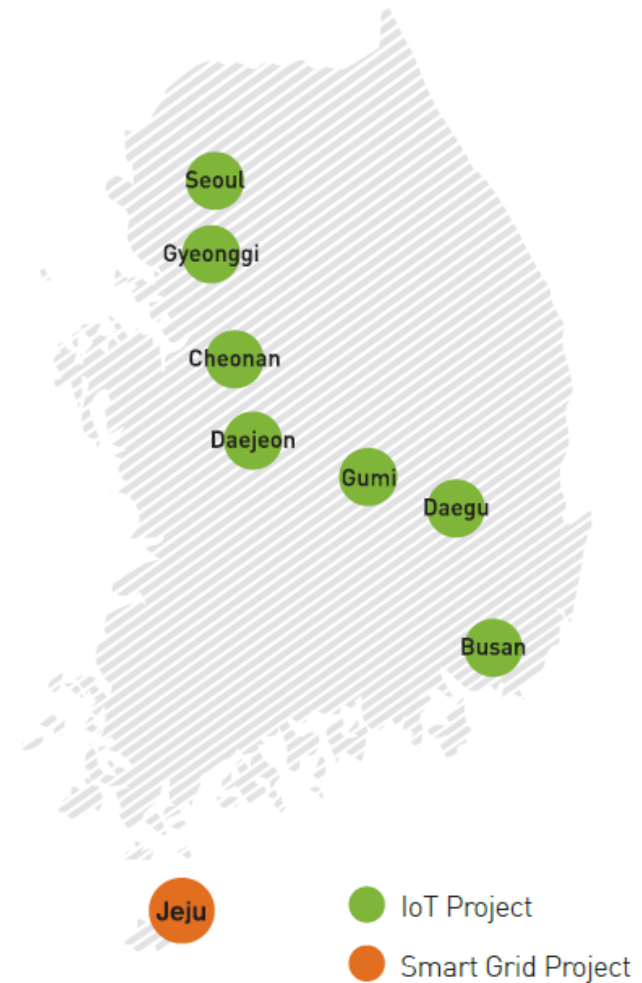 Seoul
Gyeonggi
Cheonan
Daejeon
Gumi
Daegu
Busan
Jeju
IoT Project
Smart Grid Project